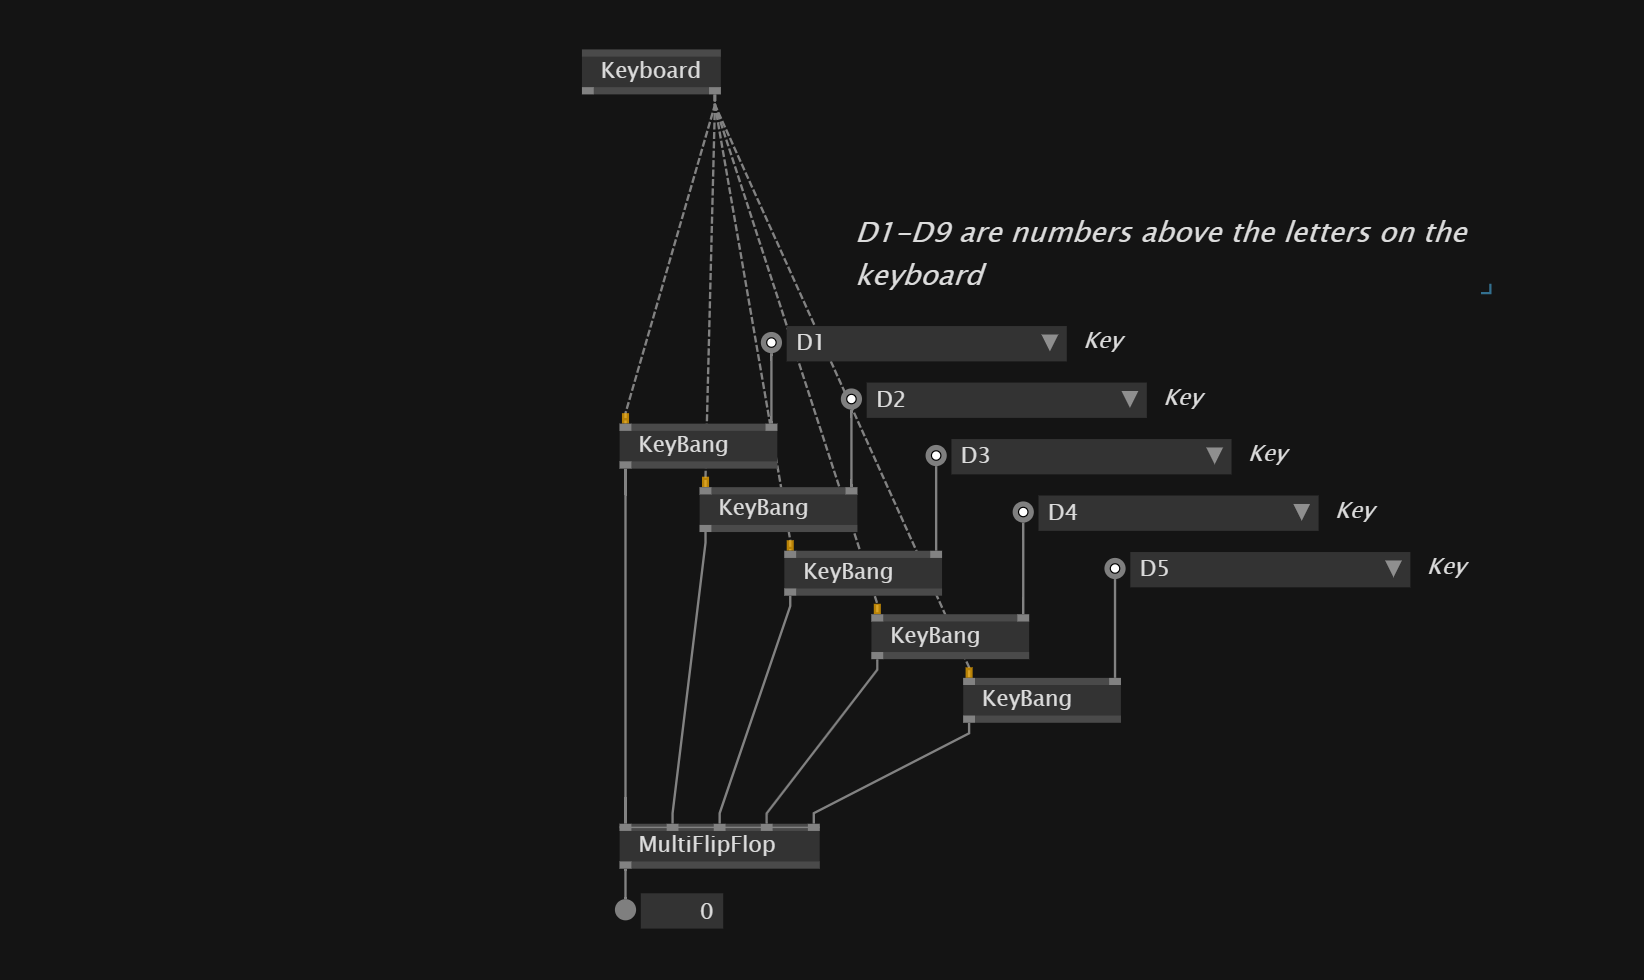 Keyboard
D1-D9 are numbers above the letters on the
keyboard
D1 Key
D2 Key
KeyBang
D3 Key
KeyBang
D4 Key
KeyBang
D5 Key
KeyBang
KeyBang
MultiFlipFlop
0